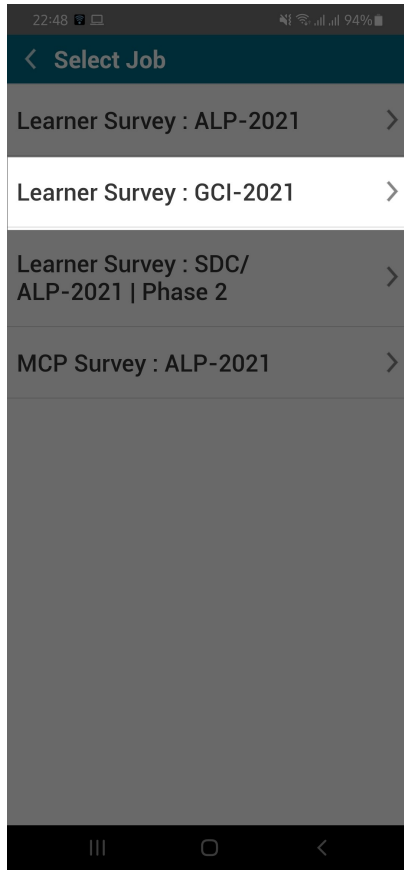 22:48 94%
Select Job
Learner Survey : ALP-2021
Learner Survey : GCI-2021
Learner Survey : SDC/
ALP-2021 | Phase 2
MCP Survey : ALP-2021